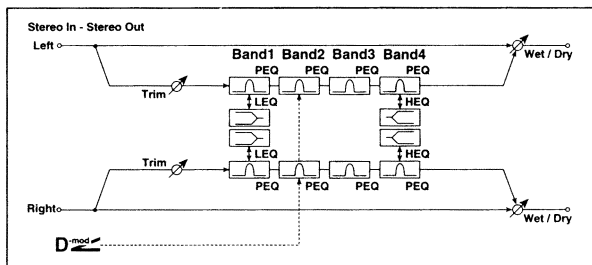 Stereo In - Stereo Out
Left
Band1 Band2 Band3 Band4
Wet / Dry
PEQ PEQ PEQ PEQ
Trim
LEQ HEQ
LEQ HEQ
Trim
PEQ PEQ PEQ PEQ
Right
Wet / Dry
D-mod